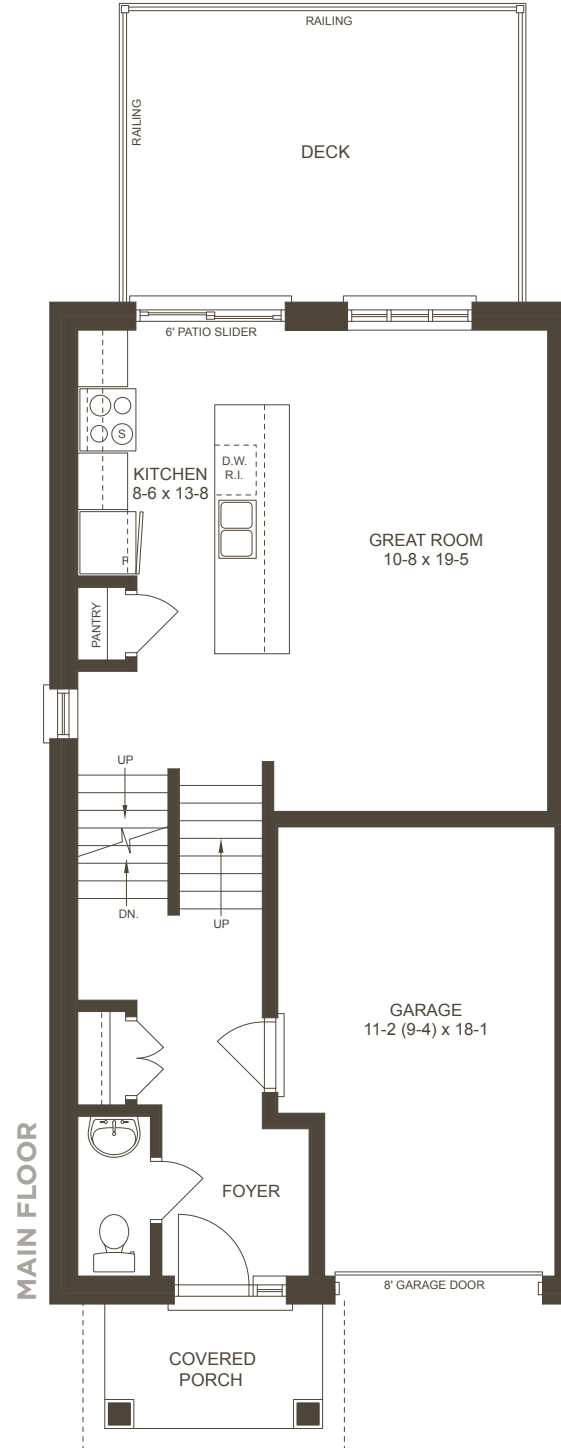 RAILING
RAILING
DECK
6' PATIO SLIDER
S
D.W.
R.I.
KITCHEN
8-6 x 13-8
GREAT ROOM
10-8 x 19-5
F
PANTRY
UP
DN.
UP
GARAGE
11-2 (9-4) x 18-1
MAIN FLOOR
FOYER
8' GARAGE DOOR
COVERED
PORCH